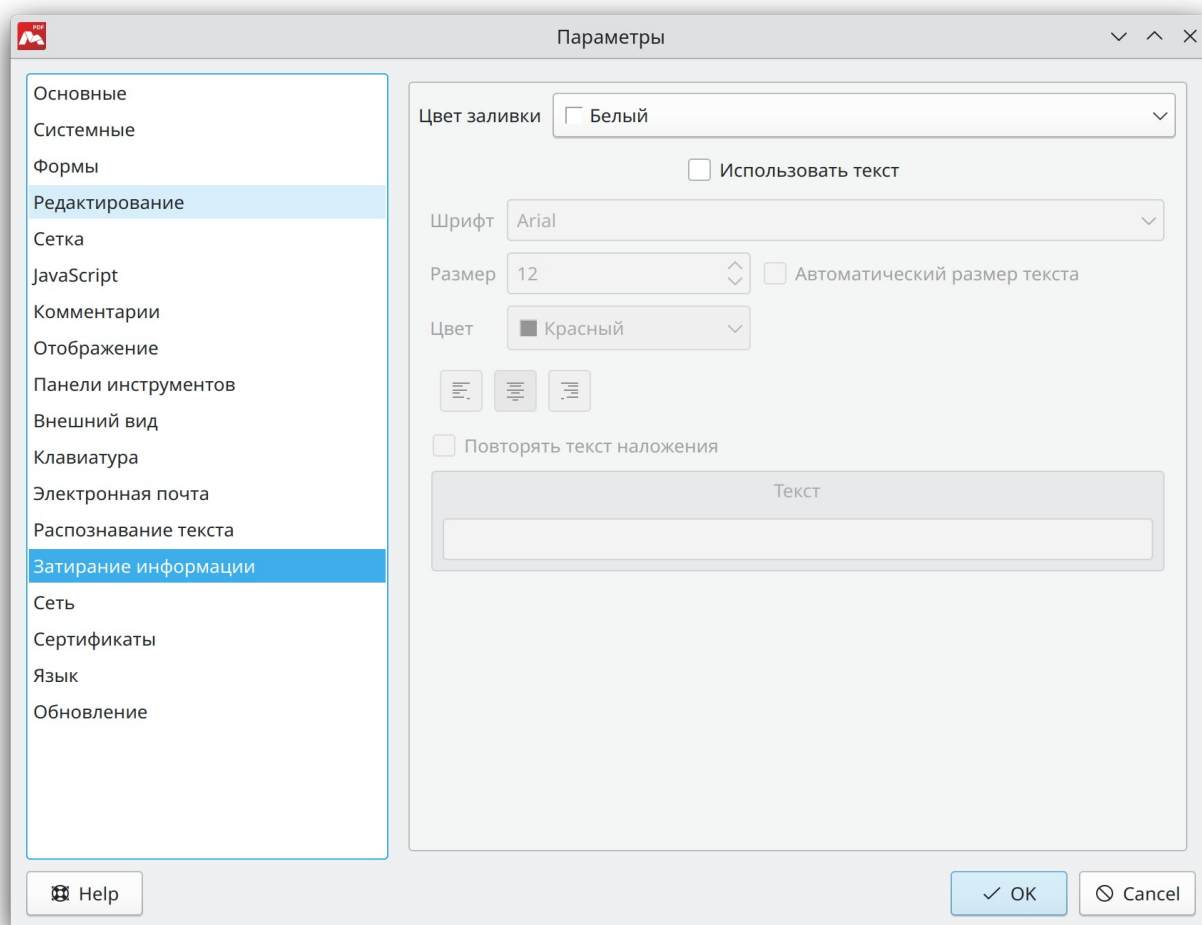 PDF
Параметры
Основные
Системные
Формы
Редактирование
Сетка
JavaScript
Комментарии
Отображение
Панели инструментов
Внешний вид
Клавиатура
Электронная почта
Распознавание текста
Затирание информации
Сеть
Сертификаты
Язык
Обновление
Цвет заливки Белый
Использовать текст
Шрифт Arial
Размер 12 Автоматический размер текста
Цвет Красный
Повторять текст наложения
Текст
Help OK Cancel